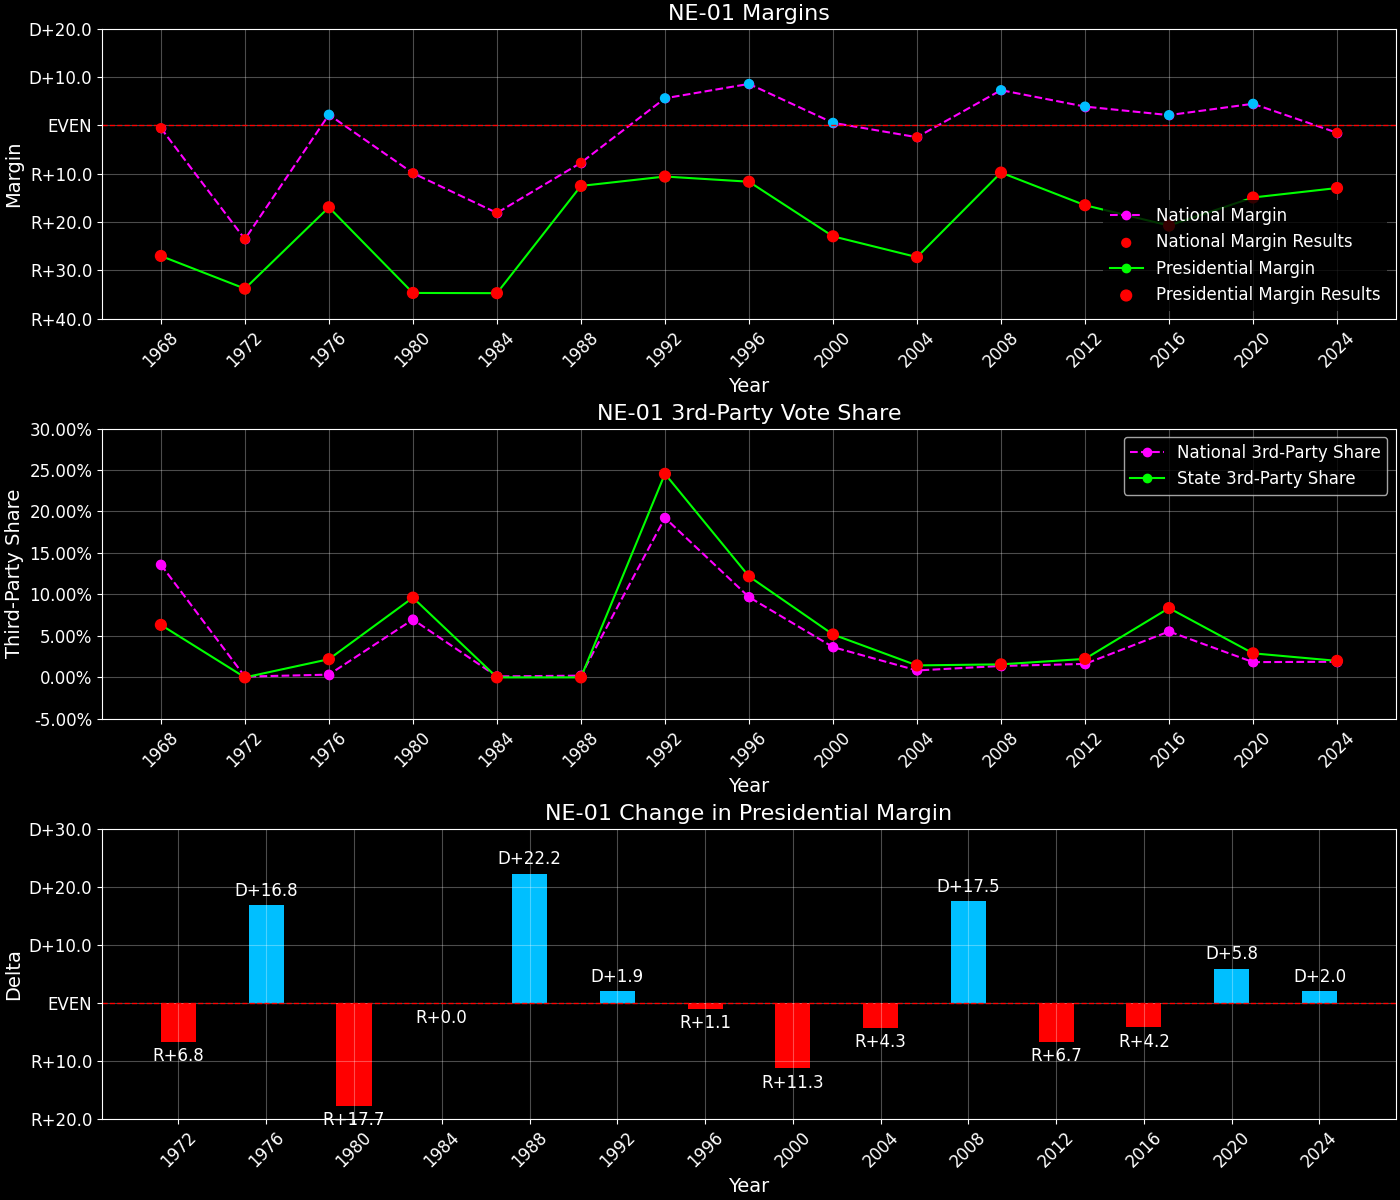 NE-01 Margins
D+20.0
D+10.0
EVEN
R+10.0
R+20.0
R+30.0
R+40.0
Margin
National Margin
National Margin Results
Presidential Margin
Presidential Margin Results
1968 1972 1976 1980 1984 1988 1992 1996 2000 2004 2008 2012 2016 2020 2024
Year
NE-01 3rd-Party Vote Share
30.00%
25.00%
20.00%
15.00%
10.00%
5.00%
0.00%
-5.00%
Third-Party Share
National 3rd-Party Share
State 3rd-Party Share
1968 1972 1976 1980 1984 1988 1992 1996 2000 2004 2008 2012 2016 2020 2024
Year
NE-01 Change in Presidential Margin
D+30.0
D+20.0
D+10.0
EVEN
R+10.0
R+20.0
Delta
R+6.8
D+16.8
R+17.7
R+0.0
D+22.2
D+1.9
R+1.1
R+11.3
R+4.3
D+17.5
R+6.7
R+4.2
D+5.8
D+2.0
1972 1976 1980 1984 1988 1992 1996 2000 2004 2008 2012 2016 2020 2024
Year